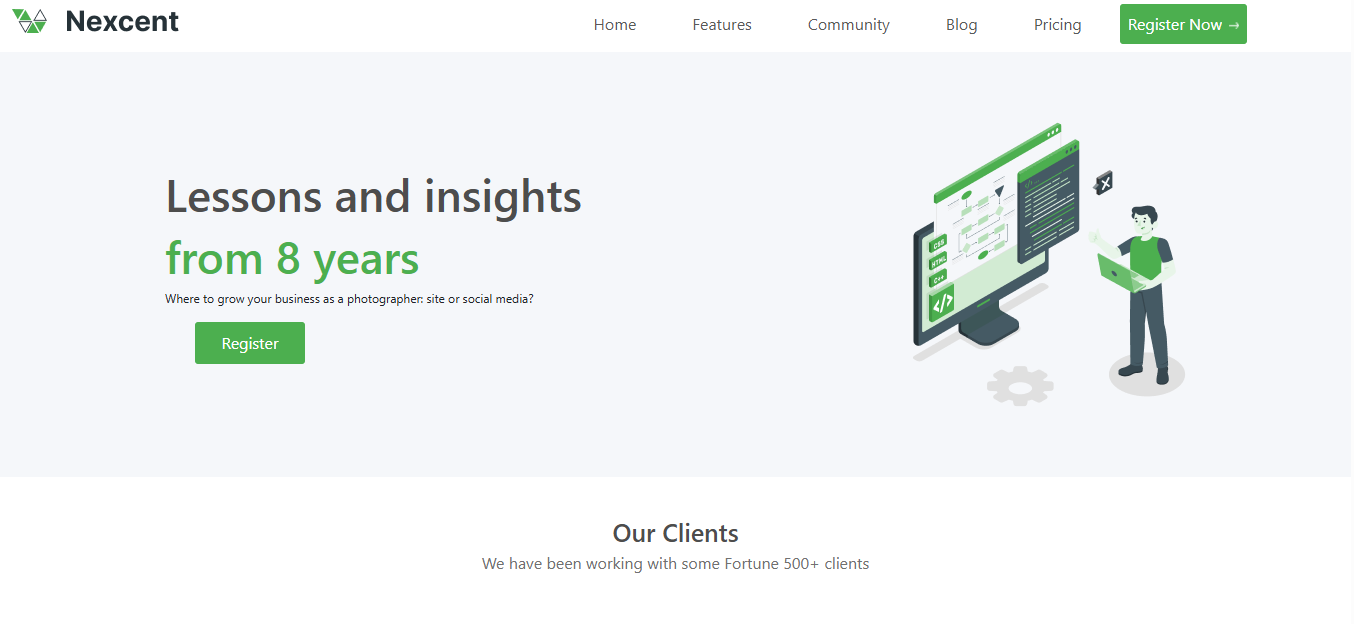 Nexcent
Home
Features
Community
Blog
Pricing
Register Now →
Lessons and insights
from 8 years
Where to grow your business as a photographer: site or social media?
Register
CSS
HTML
C++
</>
Our Clients
We have been working with some Fortune 500+ clients